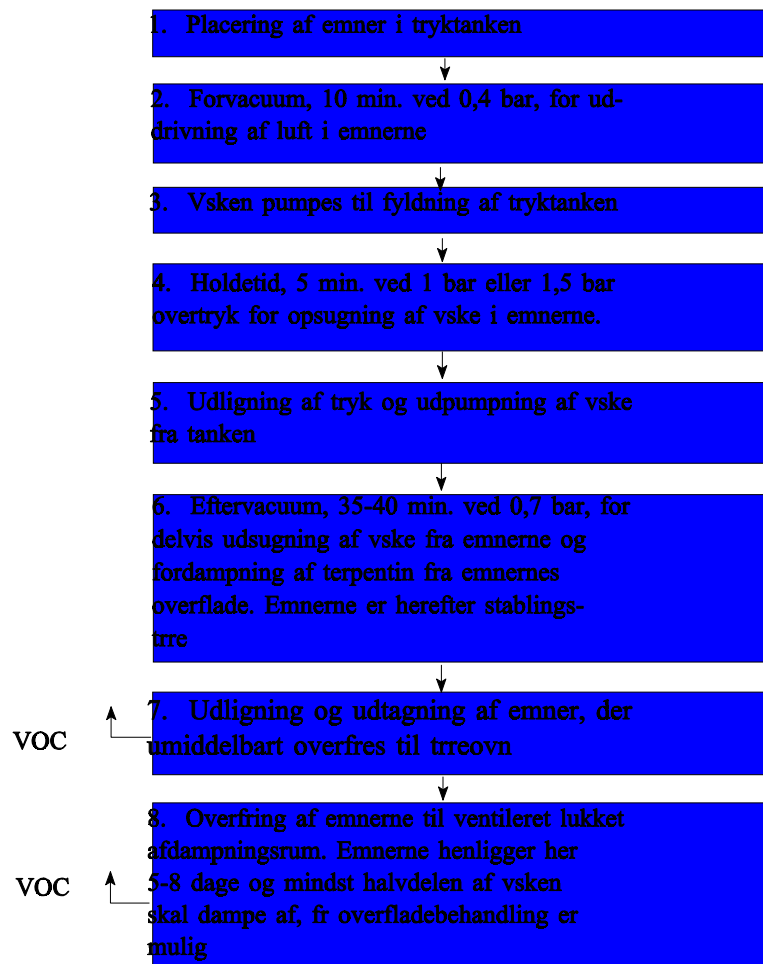 1. Placering af emner i tryktanken
2. Forvacuum, 10 min. ved 0,4 bar, for ud-
drivning af luft i emnerne
3. Vsken pumpes til fyldning af tryktanken
4. Holdetid, 5 min. ved 1 bar eller 1,5 bar
overtryk for opsugning af vske i emnerne.
5. Udligning af tryk og udpumpning af vske
fra tanken
6. Eftervacuum, 35-40 min. ved 0,7 bar, for
delvis udsugning af vske fra emnerne og
fordampning af terpentin fra emnernes
overflade. Emnerne er herefter stablings-
trre
7. Udligning og udtagning af emner, der
umiddelbart overfres til trreovn
VOC
8. Overfring af emnerne til ventileret lukket
afdampningsrum. Emnerne henligger her
5-8 dage og mindst halvdelen af vsken
skal dampe af, fr overfladebehandling er
mulig
VOC